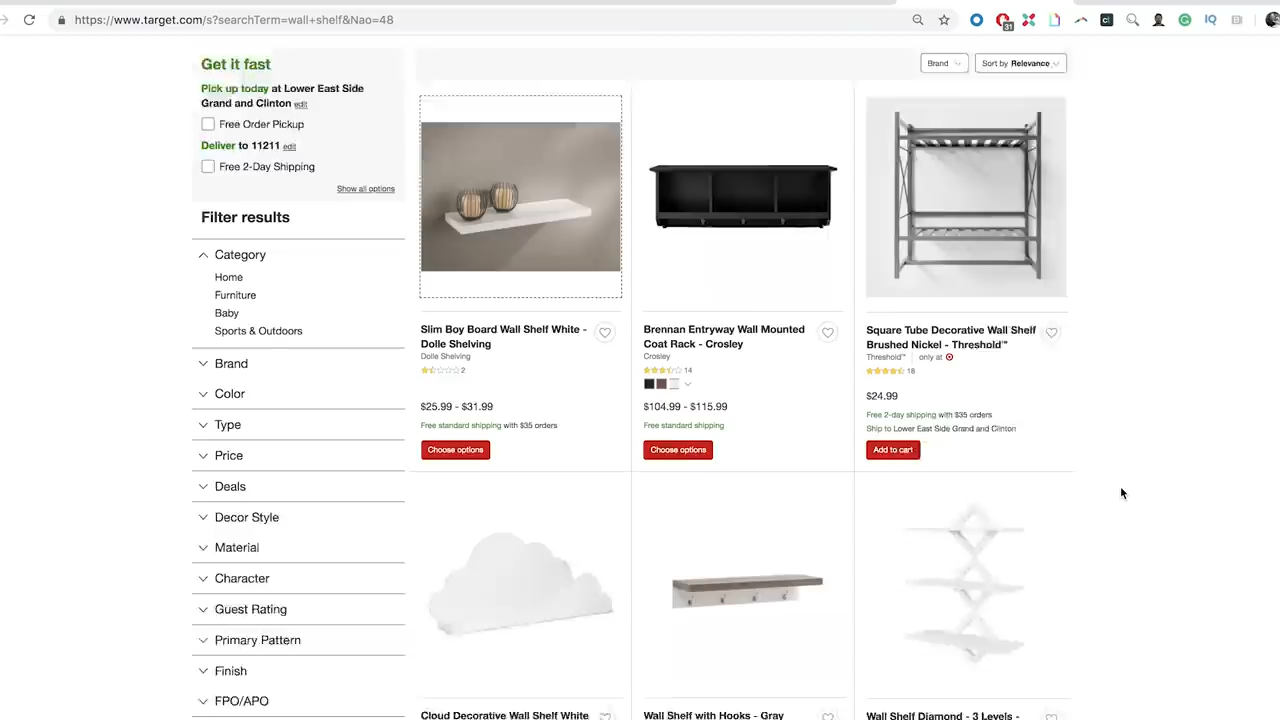 https://www.target.com/s?searchTerm=wall+shelf&Nao=48
31
Get it fast
Pick up today at Lower East Side
Grand and Clinton edit
Free Order Pickup
Deliver to 11211 edit
Free 2-Day Shipping
Show all options
Filter results
Category
Home
Furniture
Baby
Sports & Outdoors
Brand
Color
Type
Price
Deals
Decor Style
Material
Character
Guest Rating
Primary Pattern
Finish
FPO/APO
Brand
Sort by Relevance
Slim Boy Board Wall Shelf White -
Dolle Shelving
Dolle Shelving
2
$25.99 - $31.99
Free standard shipping with $35 orders
Choose options
Brennan Entryway Wall Mounted
Coat Rack - Crosley
Crosley
14
$104.99 - $115.99
Free standard shipping
Choose options
Square Tube Decorative Wall Shelf
Brushed Nickel - Threshold™
Threshold™ | only at
18
$24.99
Free 2-day shipping with $35 orders
Ship to Lower East Side Grand and Clinton
Add to cart
Cloud Decorative Wall Shelf White
Wall Shelf with Hooks - Gray
Wall Shelf Diamond - 3 Levels -